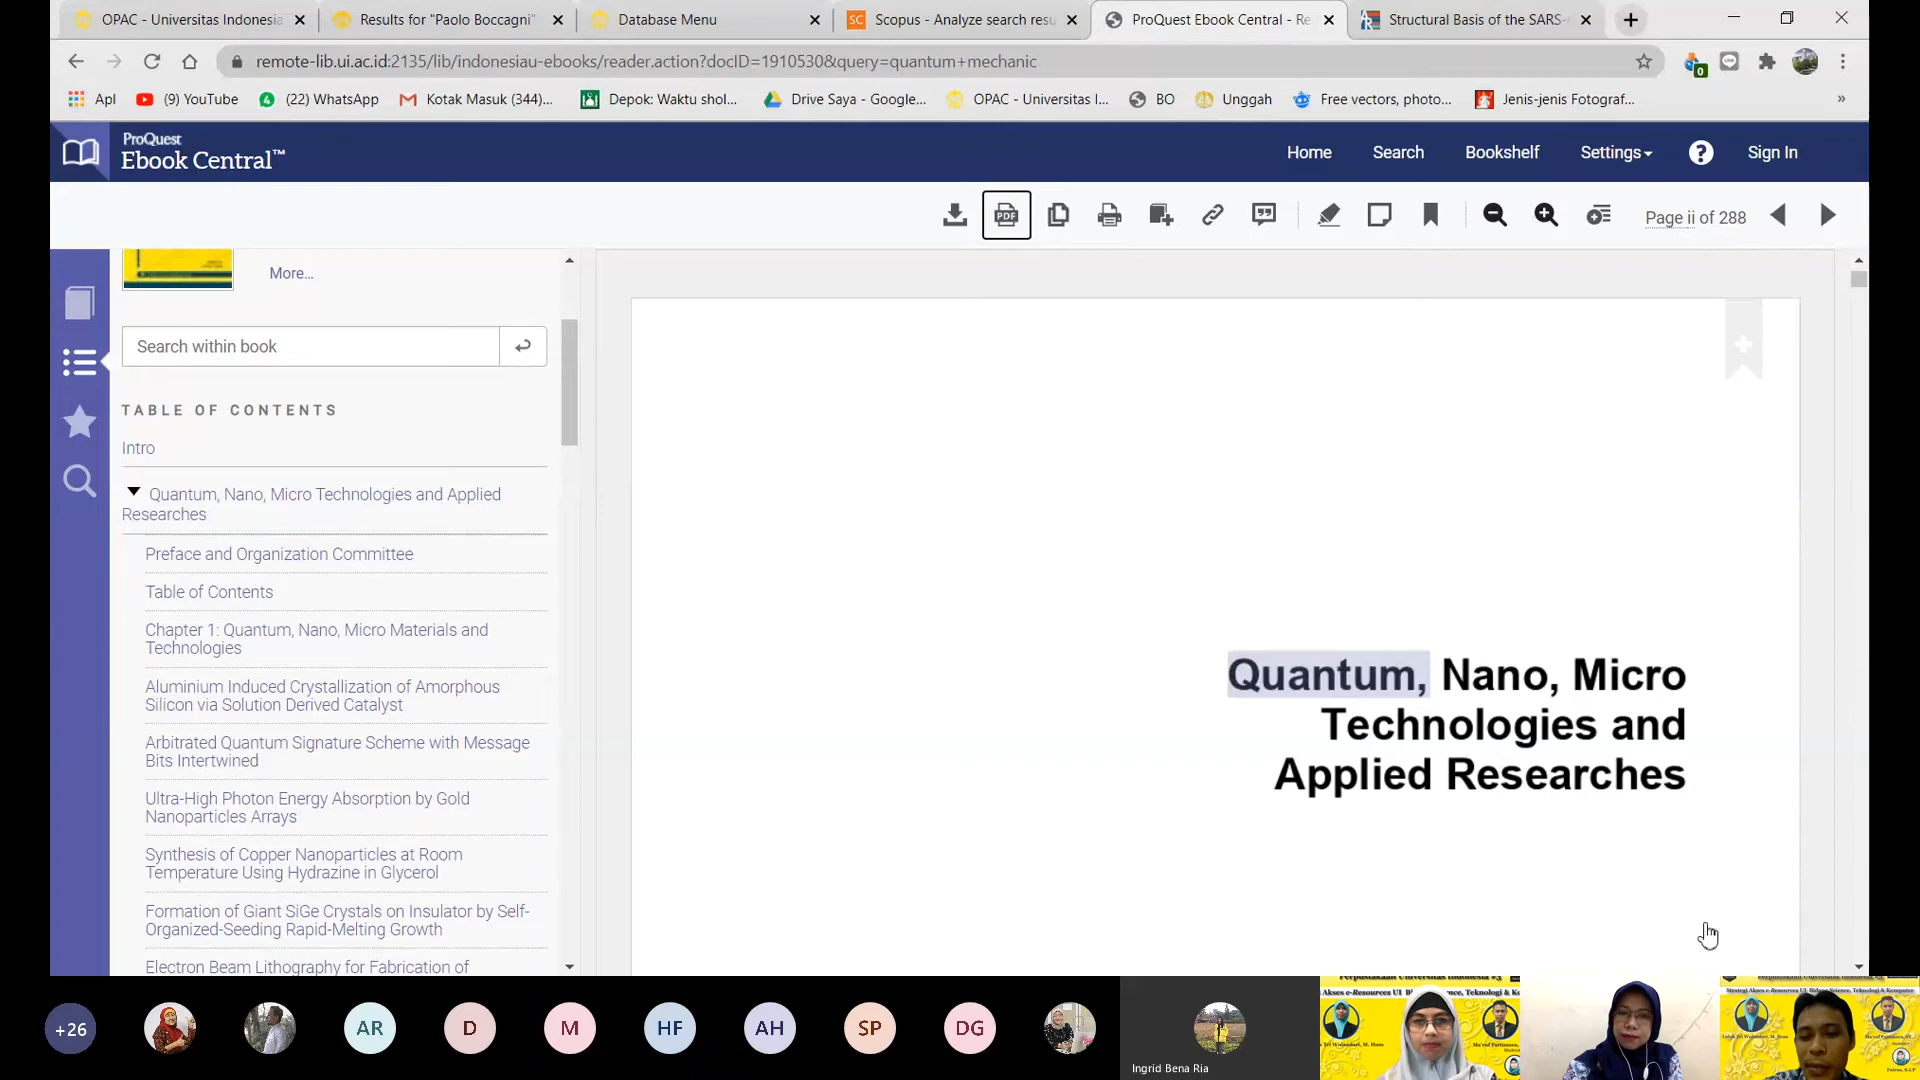 OPAC - Universitas Indonesia
Results for "Paolo Boccagni"
Database Menu
Scopus - Analyze search resu
ProQuest Ebook Central - Re
Structural Basis of the SARS-
remote-lib.ui.ac.id:2135/lib/indonesiau-ebooks/reader.action?docID=1910530&query=quantum+mechanic
0
Apl
(9) YouTube
(22) WhatsApp
Kotak Masuk (344)...
Depok: Waktu shol...
Drive Saya - Google...
OPAC - Universitas I...
BO
Unggah
Free vectors, photo...
Jenis-jenis Fotograf...
»
ProQuest
Ebook Central™
Home
Search
Bookshelf
Settings
Sign In
PDF
Page ii of 288
More...
Search within book
TABLE OF CONTENTS
Intro
Quantum, Nano, Micro Technologies and Applied
Researches
Preface and Organization Committee
Table of Contents
Chapter 1: Quantum, Nano, Micro Materials and
Technologies
Aluminium Induced Crystallization of Amorphous
Silicon via Solution Derived Catalyst
Arbitrated Quantum Signature Scheme with Message
Bits Intertwined
Ultra-High Photon Energy Absorption by Gold
Nanoparticles Arrays
Synthesis of Copper Nanoparticles at Room
Temperature Using Hydrazine in Glycerol
Formation of Giant SiGe Crystals on Insulator by Self-
Organized-Seeding Rapid-Melting Growth
Electron Beam Lithography for Fabrication of
Quantum, Nano, Micro
Technologies and
Applied Researches
+26
AR
D
M
HF
AH
SP
DG
Ingrid Bena Ria
Perpustakaan Universitas Indonesia #3